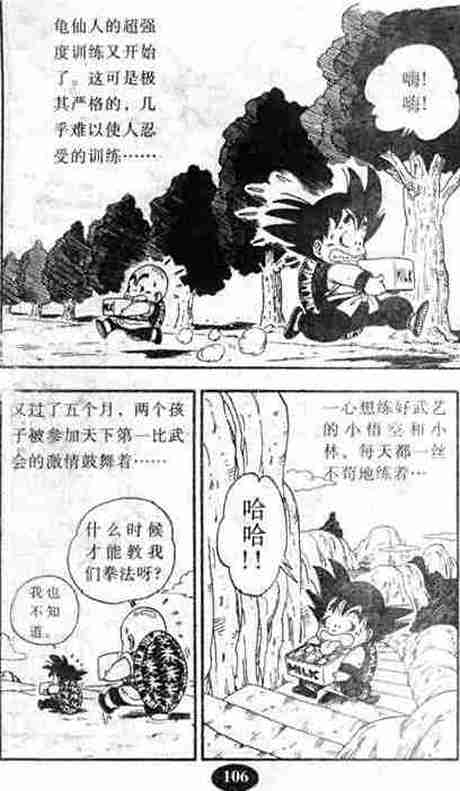 龟仙人的超强
度训练又开始
了。这可是极
其严格的，几
乎难以使人忍
受的训练……
嗨!
嗨!
一心想练好武艺
的小悟空和小
林，每天都一丝
不苟地练着…
哈哈!!
又过了五个月，两个孩
子被参加天下第一比武
会的激情鼓舞着……
什么时候
才能教我
们拳法呀?
我也
不知
道。
MILK
106